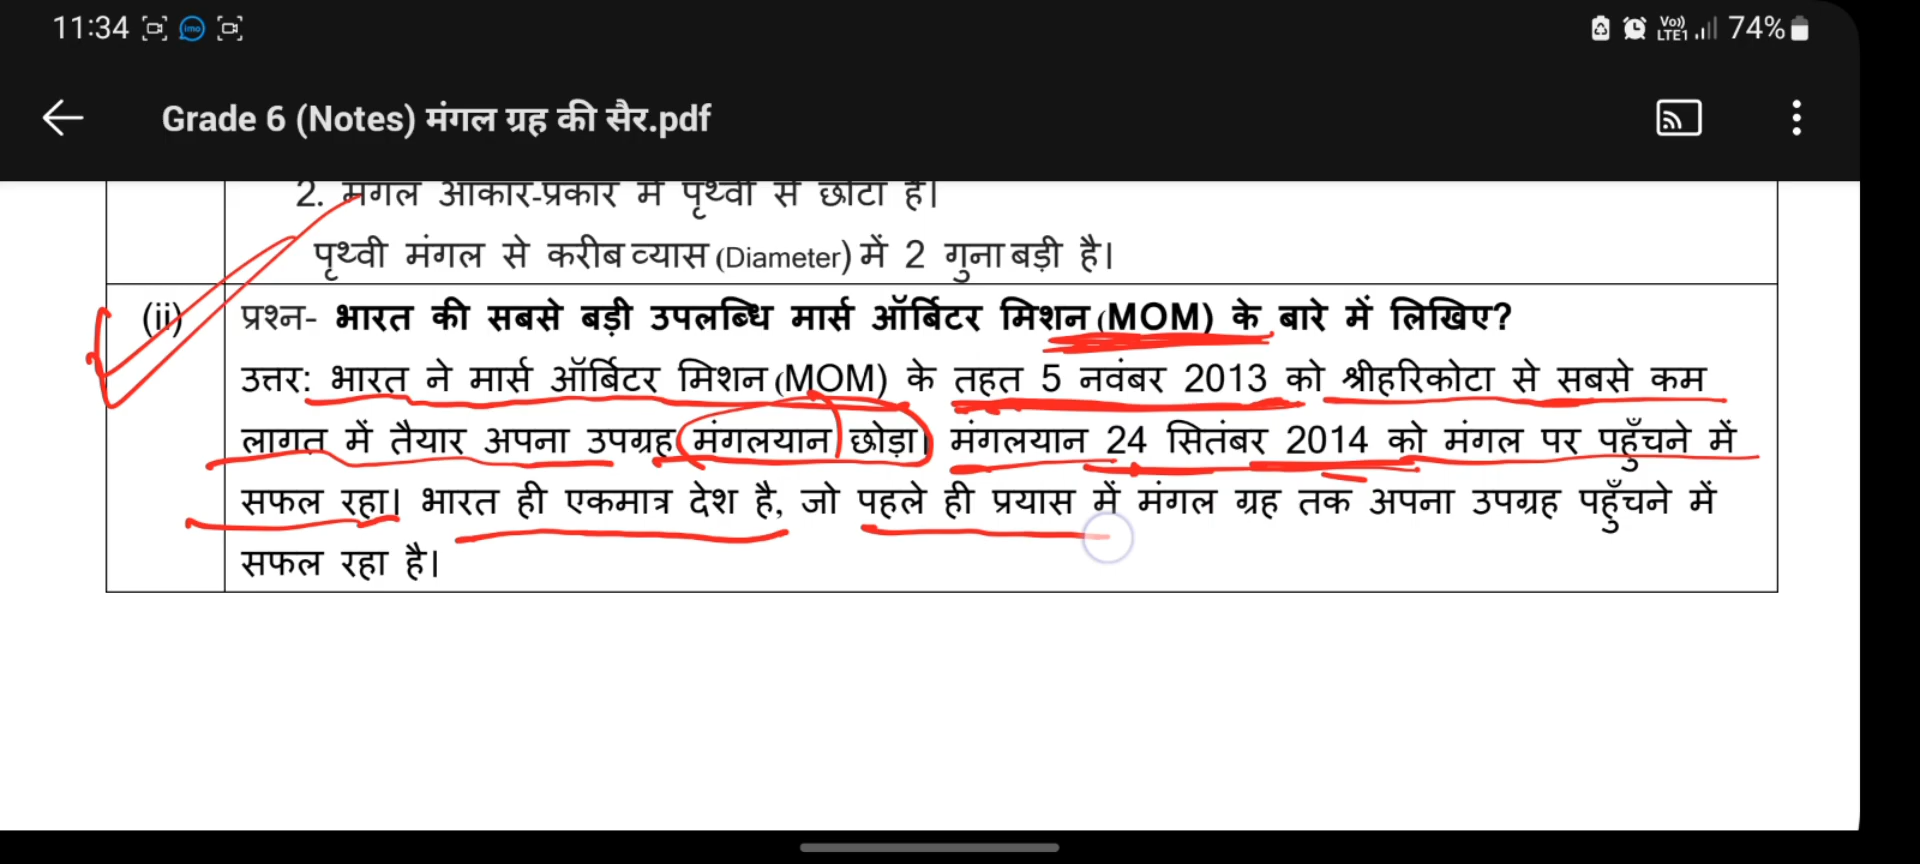 11:34
imo
Vo))
LTE1
74%
Grade 6 (Notes) मंगल ग्रह की सैर.pdf
2. मंगल आकार-प्रकार में पृथ्वी से छोटा है।
पृथ्वी मंगल से करीब व्यास (Diameter) में 2 गुना बड़ी है।
(ii) प्रश्न- भारत की सबसे बड़ी उपलब्धि मार्स ऑर्बिटर मिशन (MOM) के बारे में लिखिए?
उत्तर: भारत ने मार्स ऑर्बिटर मिशन (MOM) के तहत 5 नवंबर 2013 को श्रीहरिकोटा से सबसे कम
लागत में तैयार अपना उपग्रह मंगलयान छोड़ा। मंगलयान 24 सितंबर 2014 को मंगल पर पहुँचने में
सफल रहा। भारत ही एकमात्र देश है, जो पहले ही प्रयास में मंगल ग्रह तक अपना उपग्रह पहुँचने में
सफल रहा है।